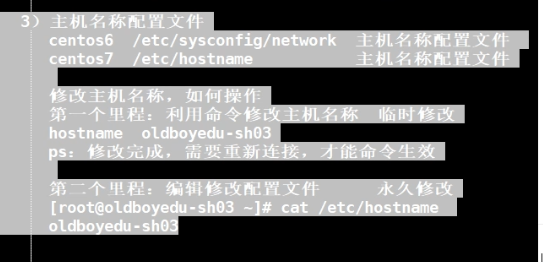 3）主机名称配置文件
centos6 /etc/sysconfig/network 主机名称配置文件
centos7 /etc/hostname 主机名称配置文件
修改主机名称，如何操作
第一个里程：利用命令修改主机名称 临时修改
hostname oldboyedu-sh03
ps: 修改完成，需要重新连接，才能命令生效
第二个里程：编辑修改配置文件 永久修改
[root@oldboyedu-sh03 ~]# cat /etc/hostname
oldboyedu-sh03